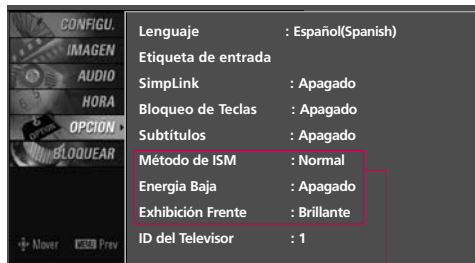 CONFIGU.
IMAGEN
AUDIO
HORA
OPCION
BLOQUEAR
Mover MENU Prev
Lenguaje : Español(Spanish)
Etiqueta de entrada
SimpLink : Apagado
Bloqueo de Teclas : Apagado
Subtítulos : Apagado
Método de ISM : Normal
Energia Baja : Apagado
Exhibición Frente : Brillante
ID del Televisor : 1